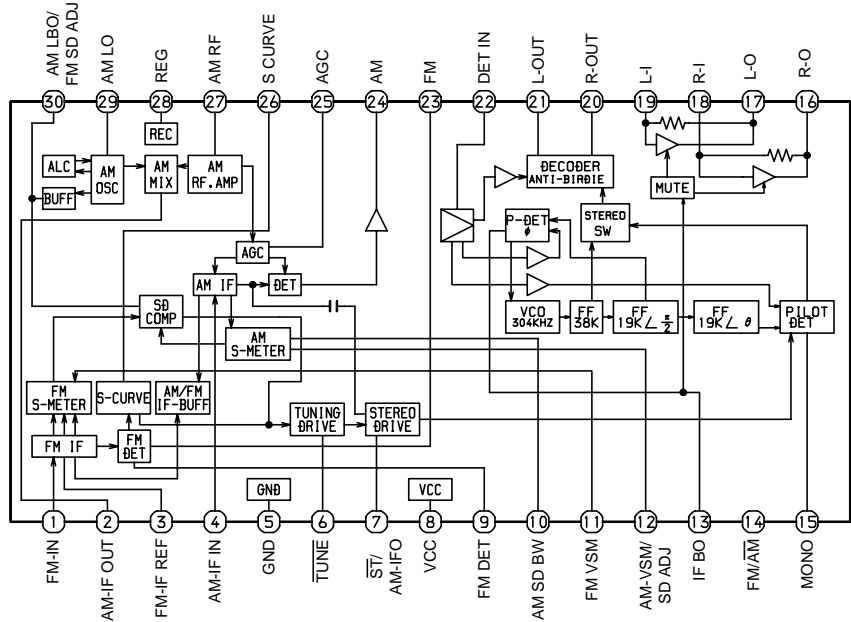 AM LBO/
FM SD ADJ
AM LO
REG
AM RF
S CURVE
AGC
AM
FM
DET IN
L-OUT
R-OUT
L-I
R-I
L-O
R-O
30 29 28 27 26 25 24 23 22 21 20 19 18 17 16
REC
ALC
AM
OSC
AM
MIX
AM
RF.AMP
BUFF
DECODER
ANTI-BIRDIE
MUTE
P-DET
ϕ
STEREO
SW
AGC
AM IF
DET
SD
COMP
VCO
304KHZ
FF
38K
FF
19K∠ π/2
FF
19K∠ θ
PILOT
DET
AM
S-METER
FM
S-METER
S-CURVE
AM/FM
IF-BUFF
TUNING
DRIVE
STEREO
DRIVE
FM IF
FM
DET
GND
VCC
1 2 3 4 5 6 7 8 9 10 11 12 13 14 15
FM-IN
AM-IF OUT
FM-IF REF
AM-IF IN
GND
TUNE
ST/
AM-IFO
VCC
FM DET
AM SD BW
FM VSM
AM-VSM/
SD ADJ
IF BO
FM/AM
MONO